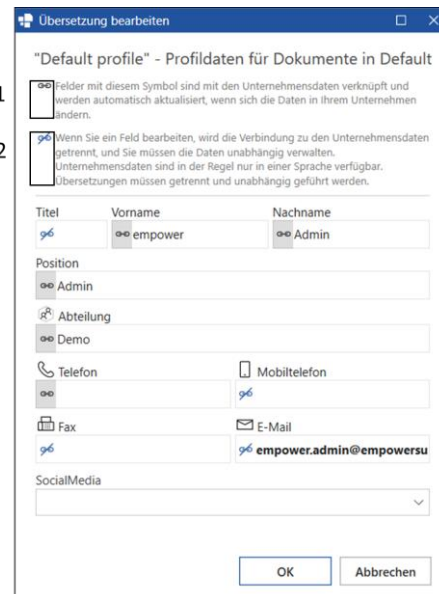 Übersetzung bearbeiten
"Default profile" - Profildaten für Dokumente in Default
1
Felder mit diesem Symbol sind mit den Unternehmensdaten verknüpft und
werden automatisch aktualisiert, wenn sich die Daten in Ihrem Unternehmen
ändern.
2
Wenn Sie ein Feld bearbeiten, wird die Verbindung zu den Unternehmensdaten
getrennt, und Sie müssen die Daten unabhängig verwalten.
Unternehmensdaten sind in der Regel nur in einer Sprache verfügbar.
Übersetzungen müssen getrennt und unabhängig geführt werden.
Titel Vorname Nachname
empower Admin
Position
Admin
Abteilung
Demo
Telefon Mobiltelefon
Fax E-Mail
empower.admin@empowersu
SocialMedia
OK Abbrechen